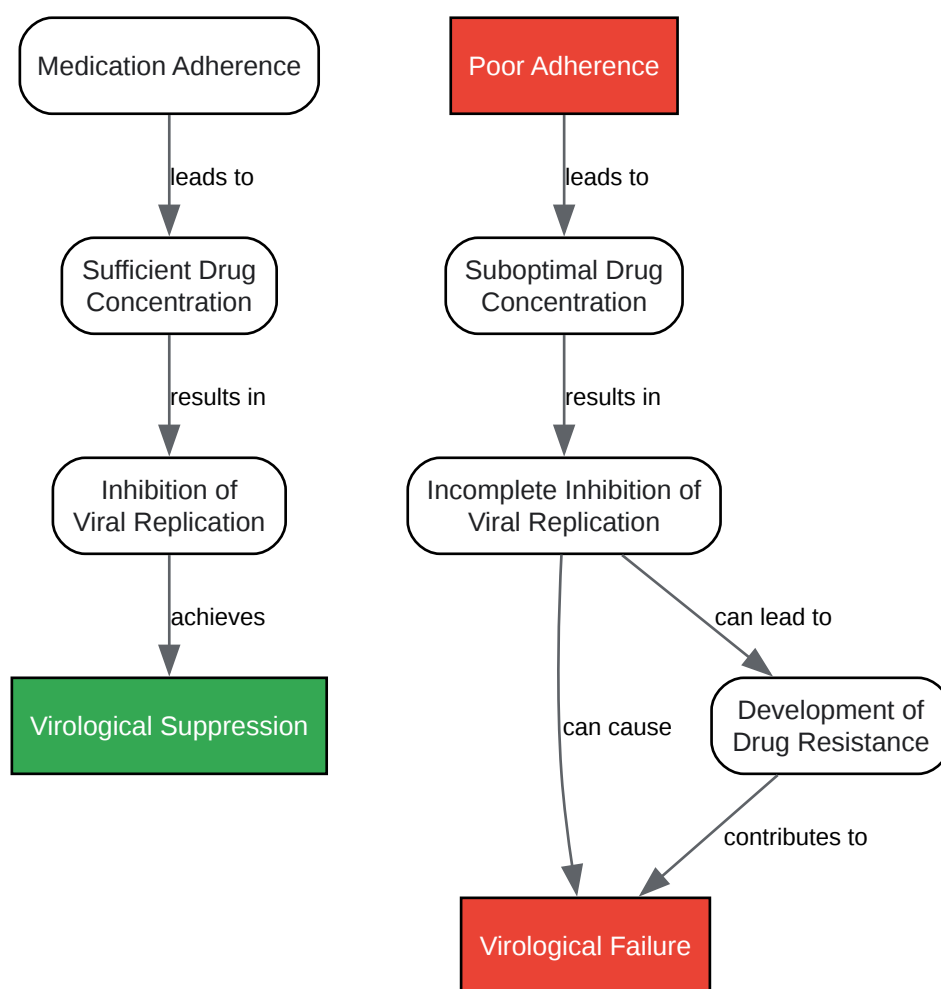 Medication Adherence
leads to
Sufficient Drug
Concentration
results in
Inhibition of
Viral Replication
achieves
Virological Suppression
Poor Adherence
leads to
Suboptimal Drug
Concentration
results in
Incomplete Inhibition of
Viral Replication
can lead to
can cause
Development of
Drug Resistance
contributes to
Virological Failure